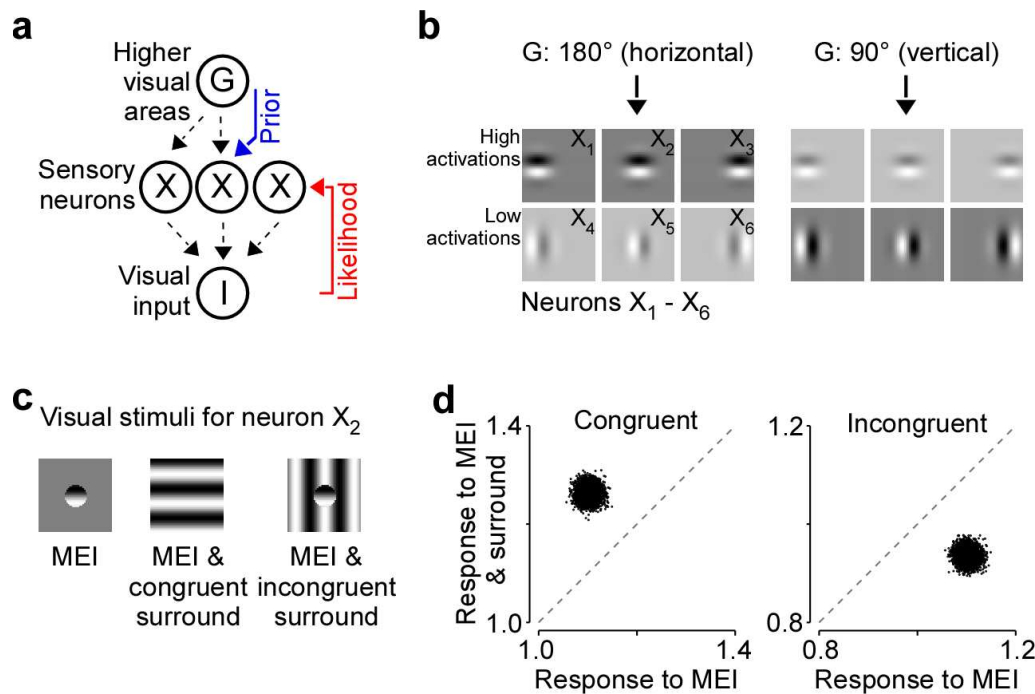 a
Higher
visual
areas
G
Prior
Sensory
neurons
X X X
Likelihood
Visual
input
I
b
G: 180° (horizontal)
G: 90° (vertical)
High
activations
X1 X2 X3
Low
activations
X4 X5 X6
Neurons X1 - X6
c
Visual stimuli for neuron X2
MEI
MEI &
congruent
surround
MEI &
incongruent
surround
d
Congruent
Response to MEI
& surround
1.4
1.0
1.0 1.4
Response to MEI
Incongruent
1.2
0.8
0.8 1.2
Response to MEI